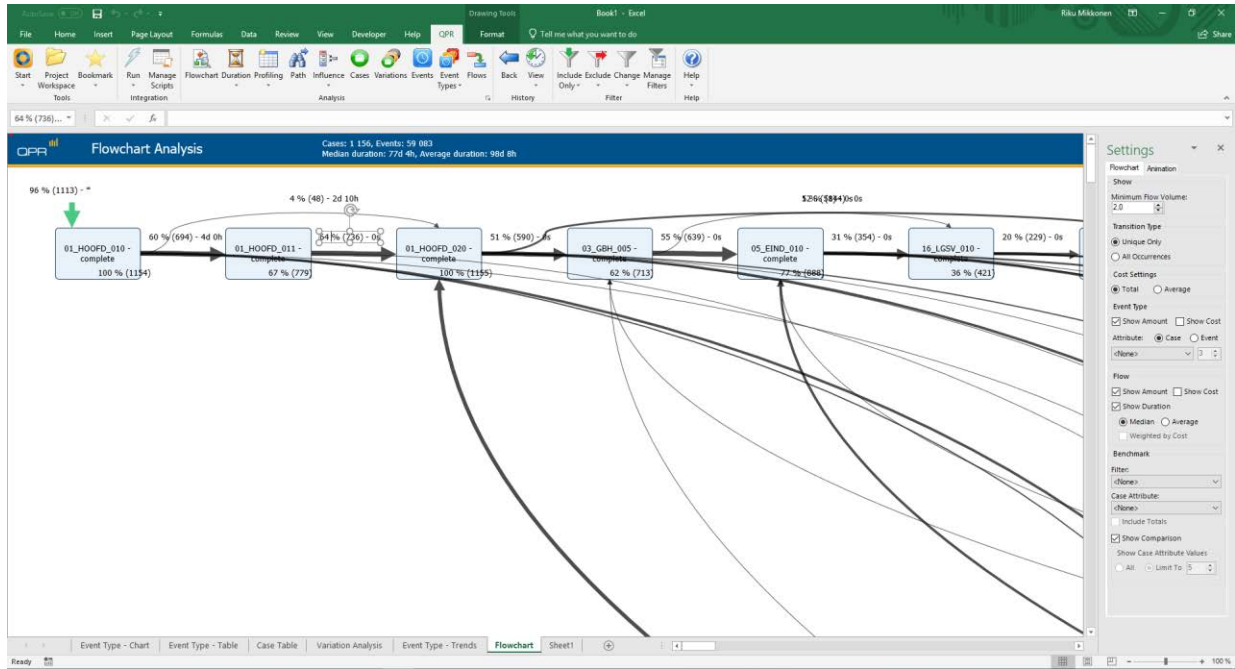 AutoSave
Drawing Tools
Book1 - Excel
Riku Mikkonen
File Home Insert Page Layout Formulas Data Review View Developer Help QPR Format Tell me what you want to do
Share
Start Project Workspace Bookmark Run Manage Scripts Flowchart Duration Profiling Path Influence Cases Variations Events Event Types Flows Back View Include Only Exclude Change Manage Filters Help
Tools Integration Analysis History Filter Help
64 % (736)... fx
QPR Flowchart Analysis
Cases: 1 156, Events: 59 083
Median duration: 77d 4h, Average duration: 98d 8h
96 % (1113) - *
4 % (48) - 2d 10h
60 % (694) - 4d 0h
64 % (736) - 0s
51 % (590) - 0s
55 % (639) - 0s
31 % (354) - 0s
20 % (229) - 0s
01_HOOFD_010 -
complete
100 % (1154)
01_HOOFD_011 -
complete
67 % (779)
01_HOOFD_020 -
complete
100 % (1155)
03_GBH_005 -
complete
62 % (713)
05_EIND_010 -
complete
77 % (888)
16_LGSV_010 -
complete
36 % (421)
Settings
Flowchart Animation
Show
Minimum Flow Volume:
2.0
Transition Type
Unique Only
All Occurrences
Cost Settings
Total Average
Event Type
Show Amount Show Cost
Attribute: Case Event
<None> 3
Flow
Show Amount Show Cost
Show Duration
Median Average
Weighted by Cost
Benchmark
Filter:
<None>
Case Attribute:
<None>
Include Totals
Show Comparison
Show Case Attribute Values
All Limit To 5
Event Type - Chart Event Type - Table Case Table Variation Analysis Event Type - Trends Flowchart Sheet1
Ready
100 %